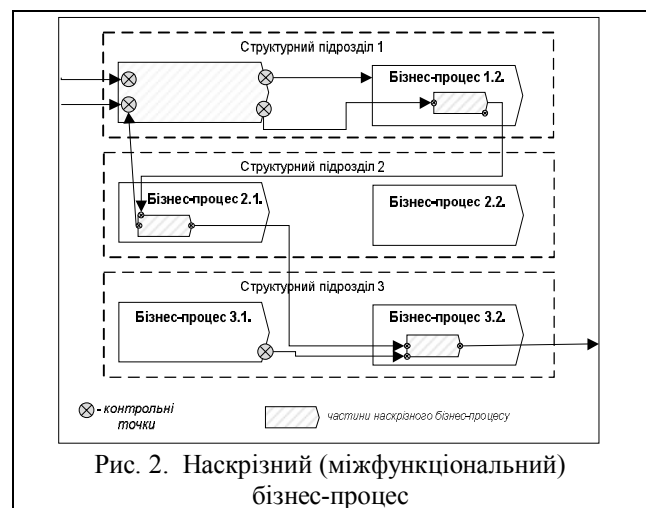 Структурний підрозділ 1
Бізнес-процес 1.2.
Структурний підрозділ 2
Бізнес-процес 2.1.
Бізнес-процес 2.2.
Структурний підрозділ 3
Бізнес-процес 3.1.
Бізнес-процес 3.2.
- контрольні
точки
частини наскрізного бізнес-процесу
Рис. 2. Наскрізний (міжфункціональний)
бізнес-процес